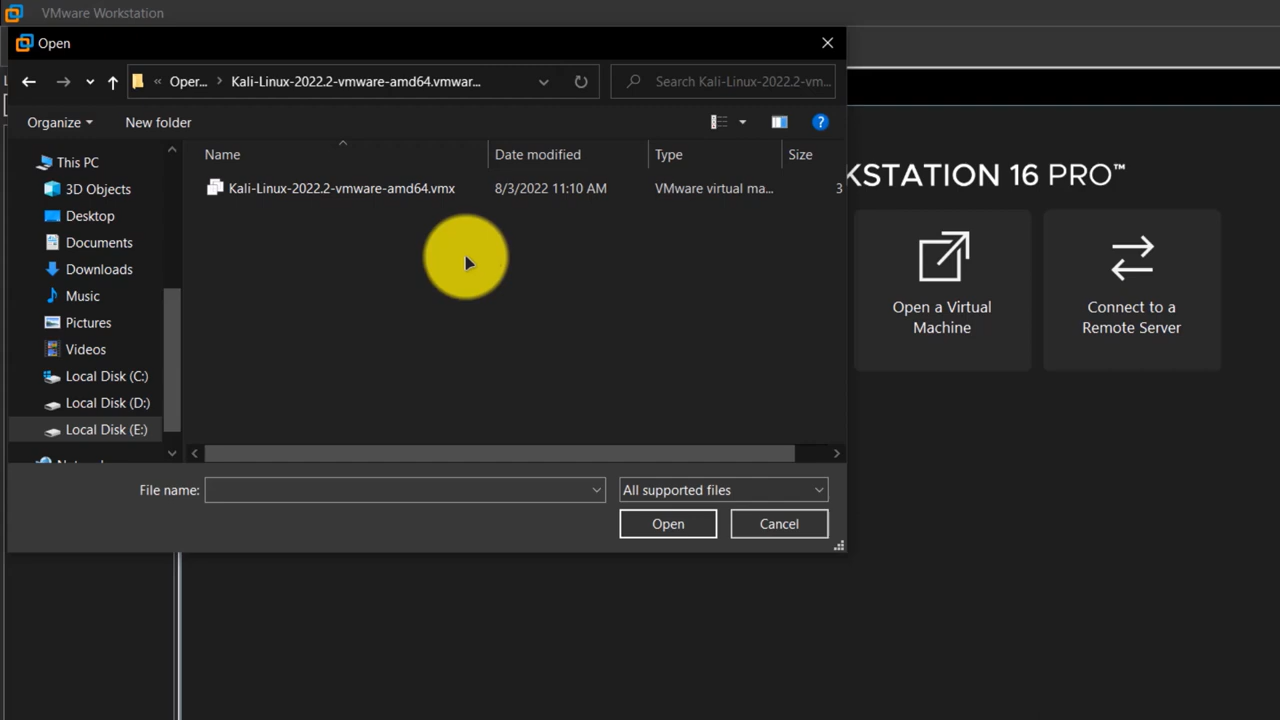 VMware Workstation
Open
« Oper... > Kali-Linux-2022.2-vmware-amd64.vmwar...
Search Kali-Linux-2022.2-vm...
Organize
New folder
This PC
3D Objects
Desktop
Documents
Downloads
Music
Pictures
Videos
Local Disk (C:)
Local Disk (D:)
Local Disk (E:)
Name Date modified Type Size
Kali-Linux-2022.2-vmware-amd64.vmx 8/3/2022 11:10 AM VMware virtual ma... 3
File name:
All supported files
Open
Cancel
KSTATION 16 PRO™
Open a Virtual
Machine
Connect to a
Remote Server